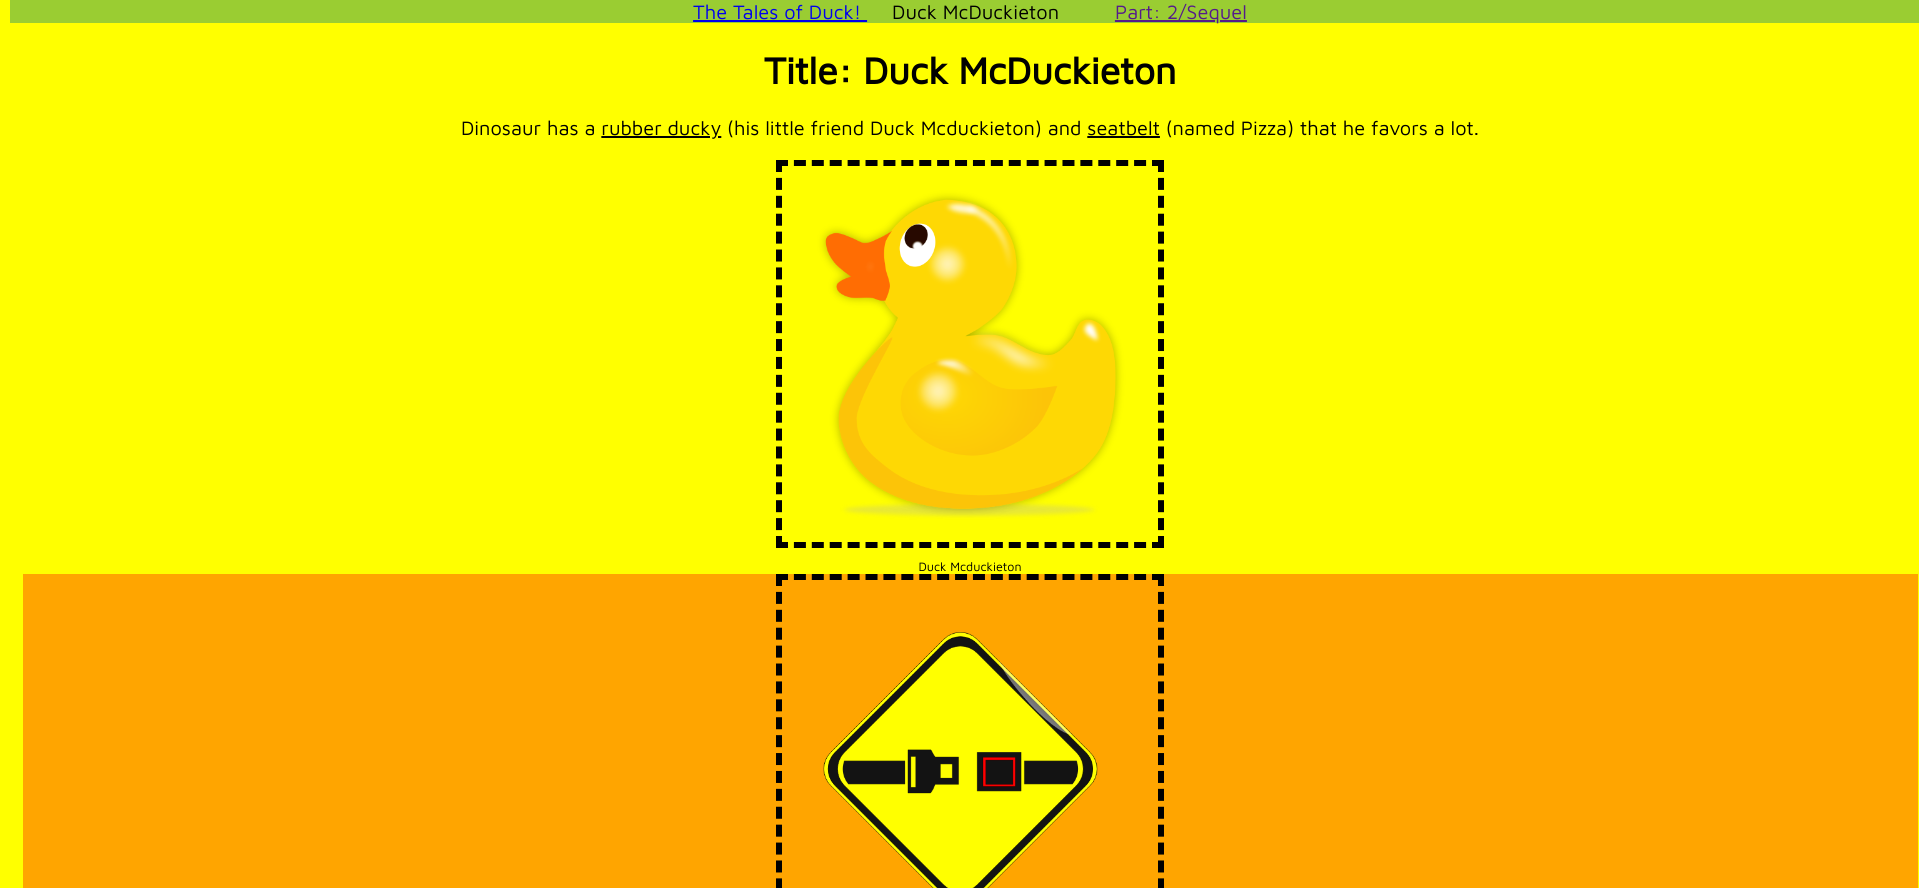 The Tales of Duck! Duck McDuckieton Part: 2/Sequel
Title: Duck McDuckieton
Dinosaur has a rubber ducky (his little friend Duck Mcduckieton) and seatbelt (named Pizza) that he favors a lot.
Duck Mcduckieton